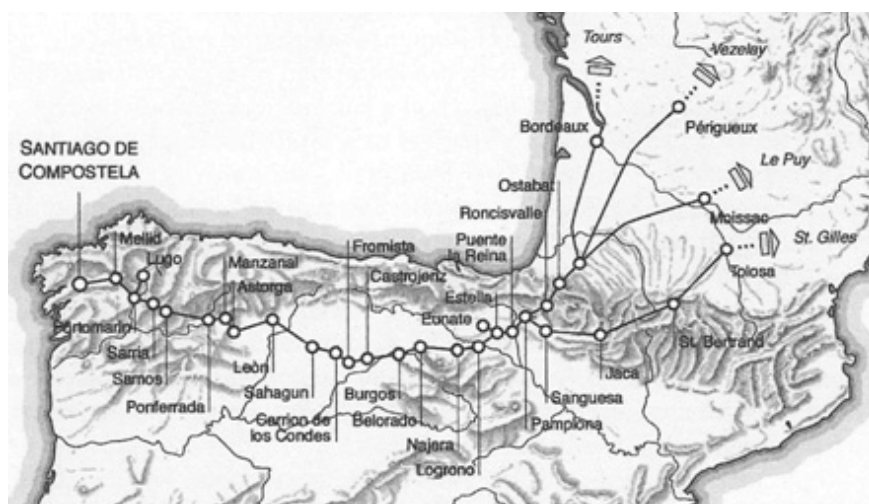 Tours
Vezelay
Bordeaux
Périgueux
SANTIAGO DE
COMPOSTELA
Le Puy
Ostabat
Roncisvalle
Moissac
Mellid
Fromista
Puente
la Reina
St. Gilles
Lugo
Manzanal
Castrojeriz
Tolosa
Astorga
Estella
Eunate
Portomarin
Sarria
Leòn
St. Bertrand
Samos
Jaca
Ponferrada
Sahagun
Burgos
Sanguesa
Carrion de
los Condes
Belorado
Pamplona
Najera
Logrono